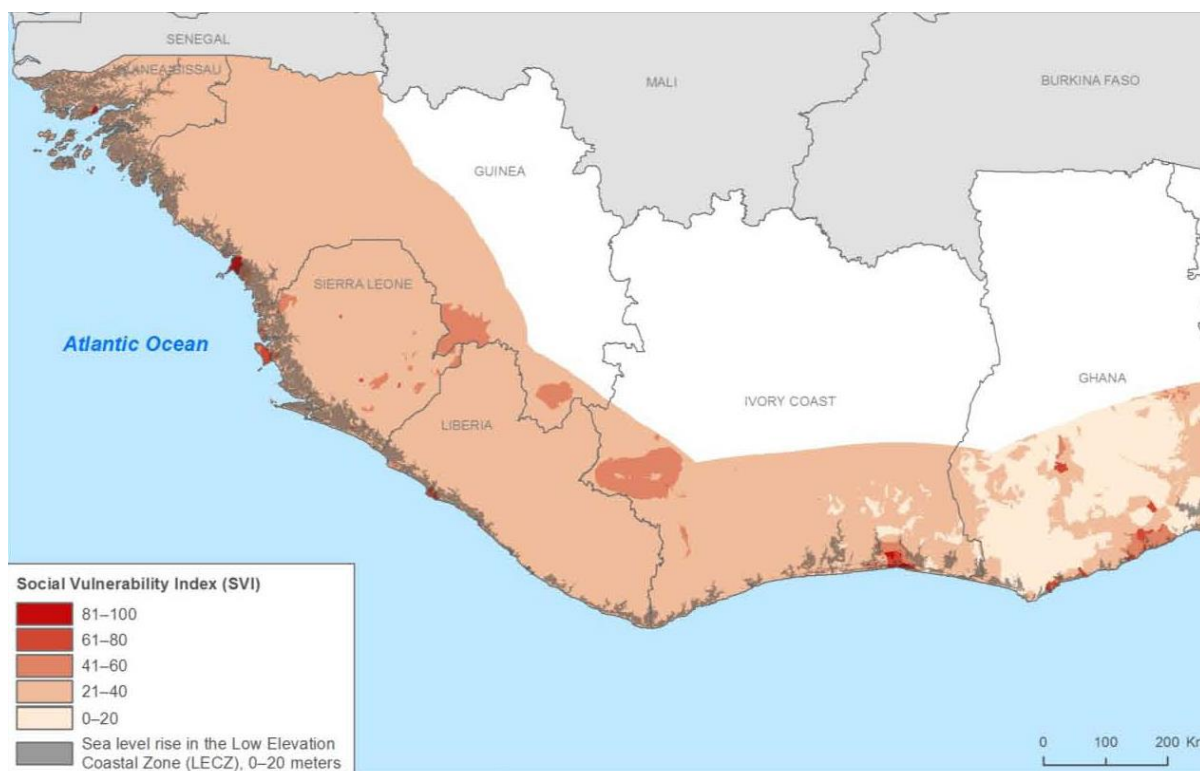 SENEGAL
BISSAU
MALI
BURKINA FASO
GUINEA
SIERRA LEONE
Atlantic Ocean
GHANA
IVORY COAST
LIBERIA
Social Vulnerability Index (SVI)
81–100
61–80
41–60
21–40
0–20
Sea level rise in the Low Elevation
Coastal Zone (LECZ), 0–20 meters
0 100 200